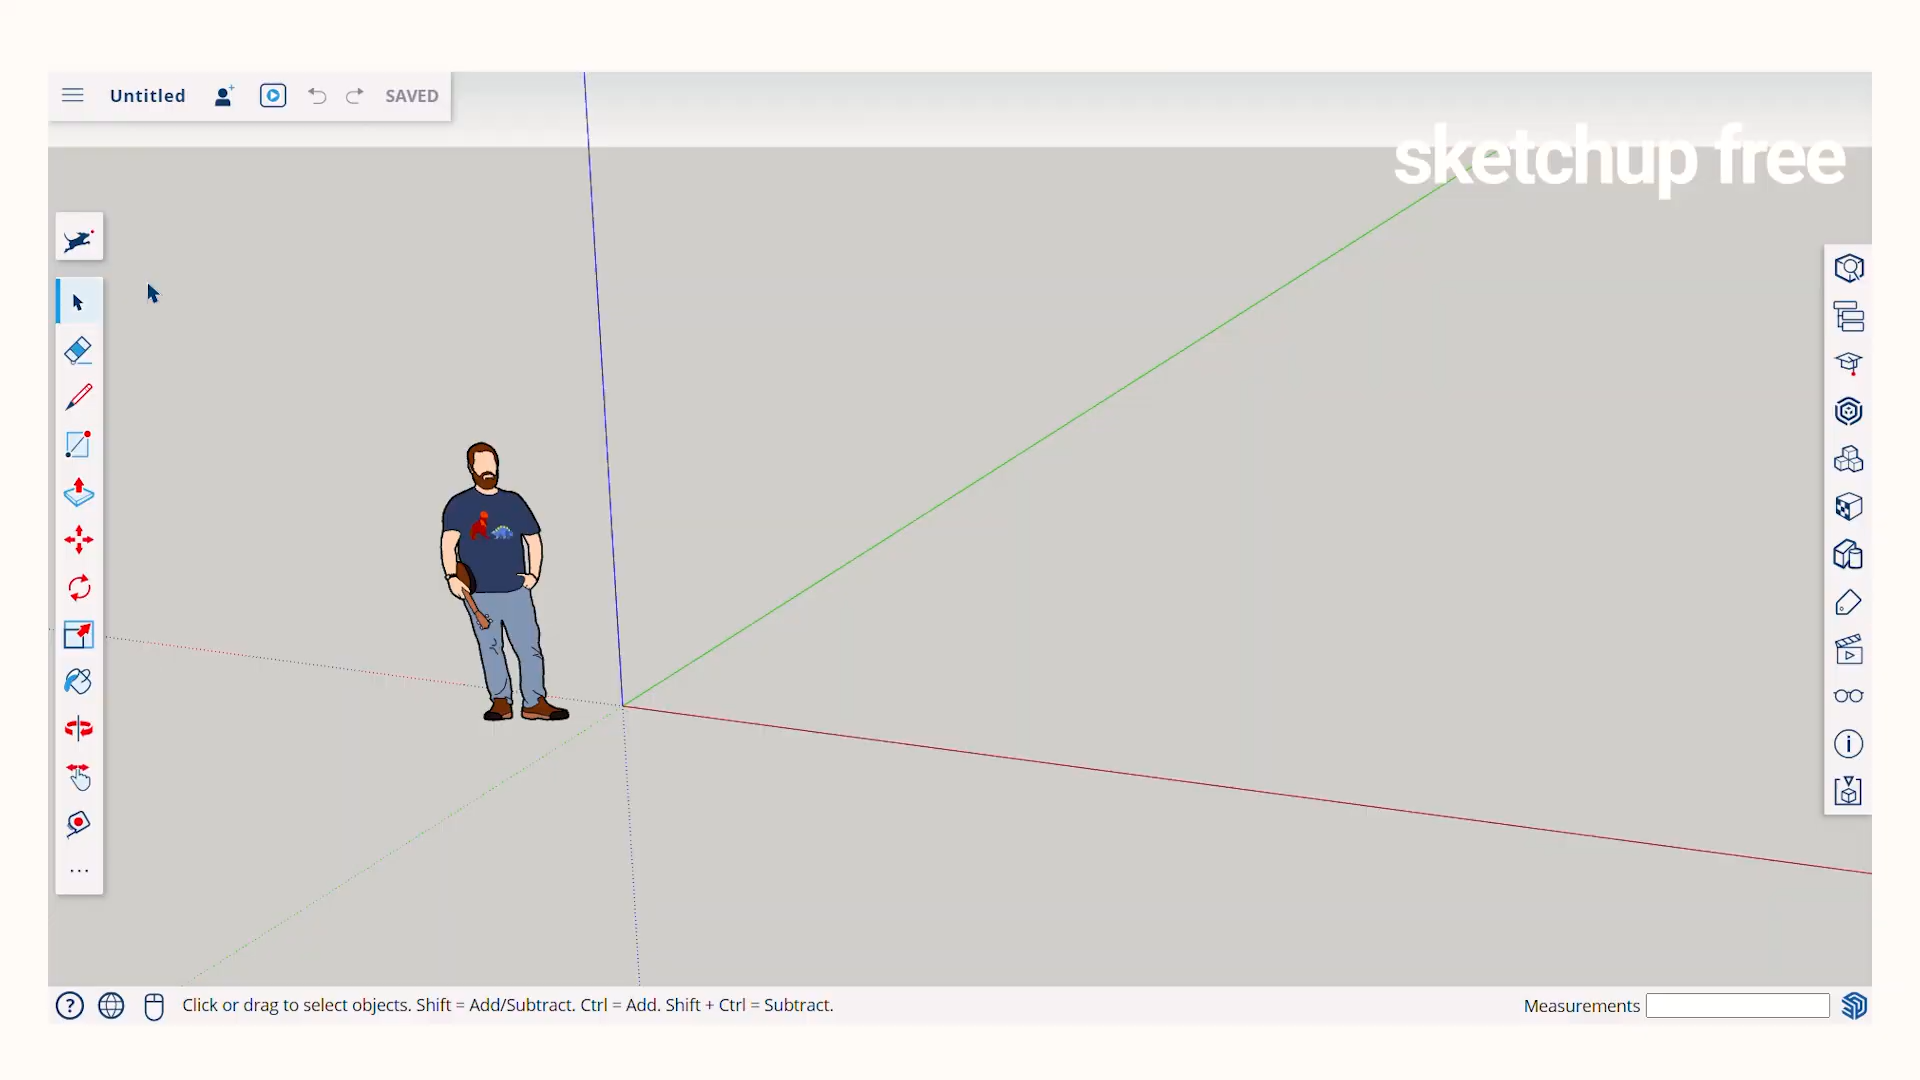 Untitled
SAVED
sketchup free
Click or drag to select objects. Shift = Add/Subtract. Ctrl = Add. Shift + Ctrl = Subtract.
Measurements